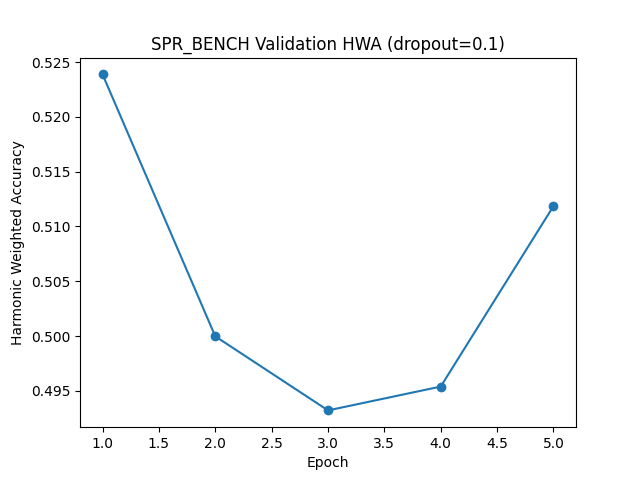 SPR_BENCH Validation HWA (dropout=0.1)
Harmonic Weighted Accuracy
0.525
0.520
0.515
0.510
0.505
0.500
0.495
1.0 1.5 2.0 2.5 3.0 3.5 4.0 4.5 5.0
Epoch